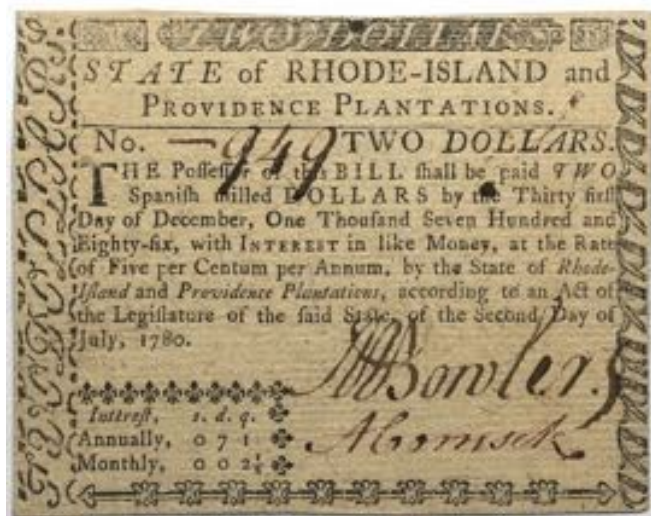 TWO DOLLARS
STATE of RHODE-ISLAND and
PROVIDENCE PLANTATIONS.
No. 949 TWO DOLLARS.
THE Poſſeſſor of this BILL ſhall be paid TWO
Spaniſh milled DOLLARS by the Thirty firſt
Day of December, One Thouſand Seven Hundred and
Eighty-ſix, with INTEREST in like Money, at the Rate
of Five per Centum per Annum, by the State of Rhode-
Iſland and Providence Plantations, according to an Act of
the Legiſlature of the ſaid State, of the Second Day of
July, 1780.
Bowler.
Intereſt, s. d. q.
Annually, 0 7 1
Monthly, 0 0 2¼